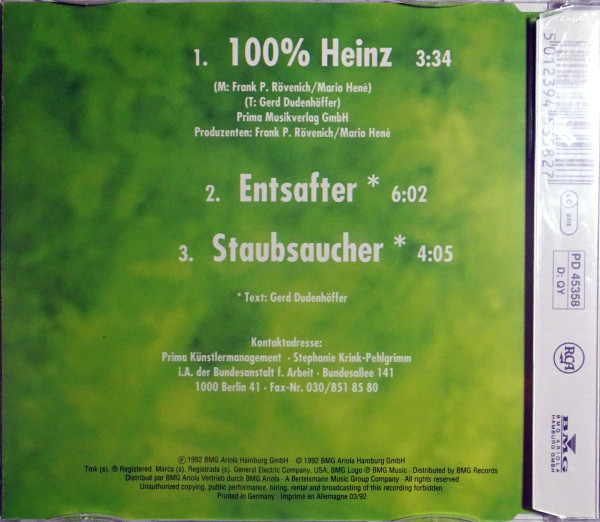 1. 100% Heinz 3:34
(M: Frank P. Rövenich/Mario Henè)
(T: Gerd Dudenhöffer)
Prima Musikverlag GmbH
Produzenten: Frank P. Rövenich/Mario Henè
2. Entsafter * 6:02
3. Staubsaucher * 4:05
* Text: Gerd Dudenhöffer
Kontaktadresse:
Prima Künstlermanagement · Stephanie Krink-Pehlgrimm
i.A. der Bundesanstalt f. Arbeit · Bundesallee 141
1000 Berlin 41 · Fax-Nr. 030/851 85 80
℗ 1992 BMG Ariola Hamburg GmbH · © 1992 BMG Ariola Hamburg GmbH
Tmk (s). ® Registered. Marca (s). Registrada (s). General Electric Company, USA. BMG Logo ® BMG Music · Distributed by BMG Records
Distribué par BMG Ariola Vertrieb durch BMG Ariola · A Bertelsmann Music Group Company · All rights reserved
Unauthorized copying, public performance, hiring, rental and broadcasting of this recording forbidden
Printed in Germany · Imprimé en Allemagne 03/92
LC
PD 45358
D: QY
RCA
BMG
BMG ARIOLA
HAMBURG GMBH